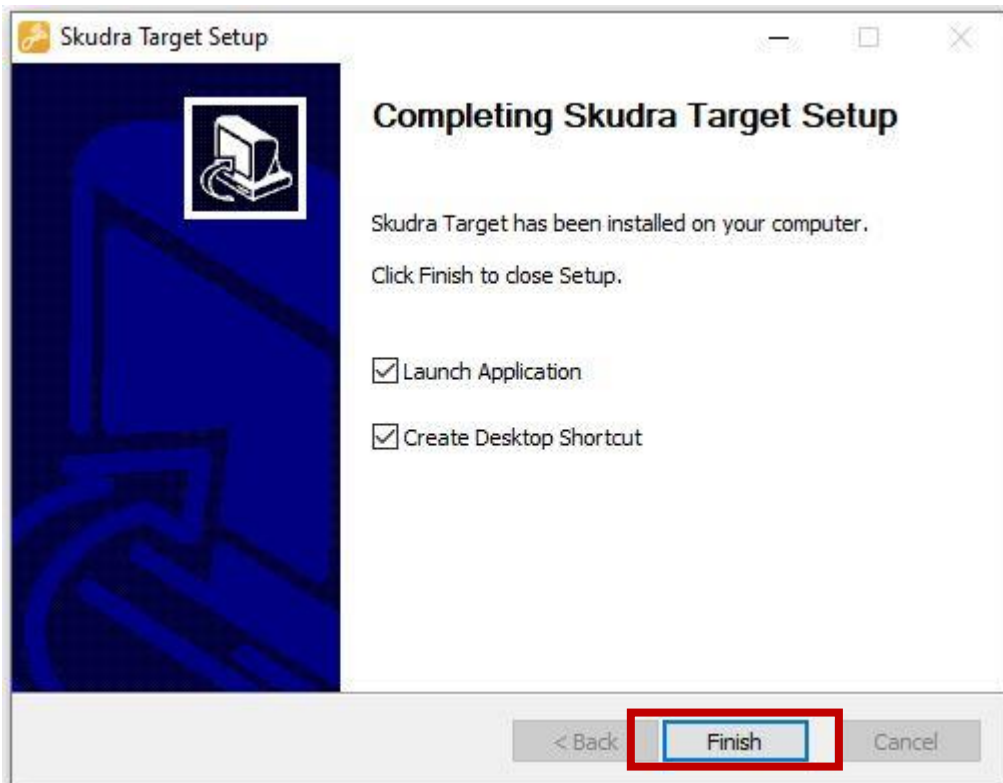 Skudra Target Setup
Completing Skudra Target Setup
Skudra Target has been installed on your computer.
Click Finish to close Setup.
Launch Application
Create Desktop Shortcut
< Back Finish Cancel